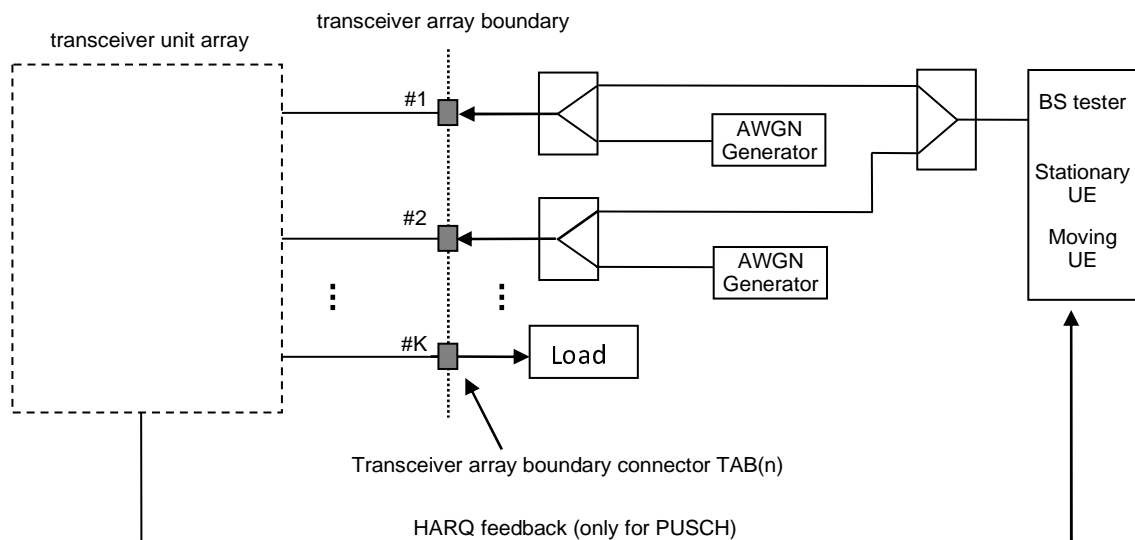 transceiver array boundary
transceiver unit array
#1
AWGN
Generator
BS tester
Stationary
UE
Moving
UE
#2
AWGN
Generator
#K
Load
Transceiver array boundary connector TAB(n)
HARQ feedback (only for PUSCH)